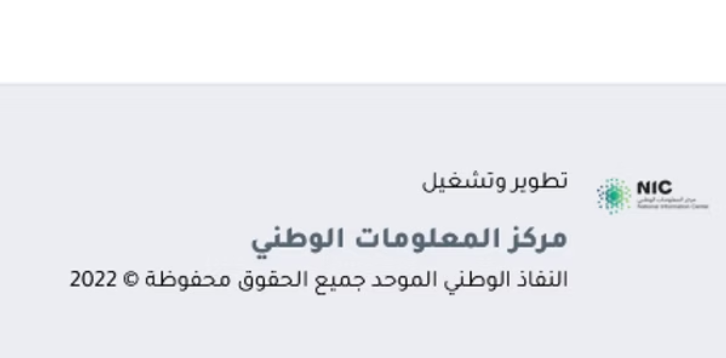 تطوير وتشغيل
NIC
مركز المعلومات الوطني
National Information Center
مركز المعلومات الوطني
النفاذ الوطني الموحد جميع الحقوق محفوظة © 2022